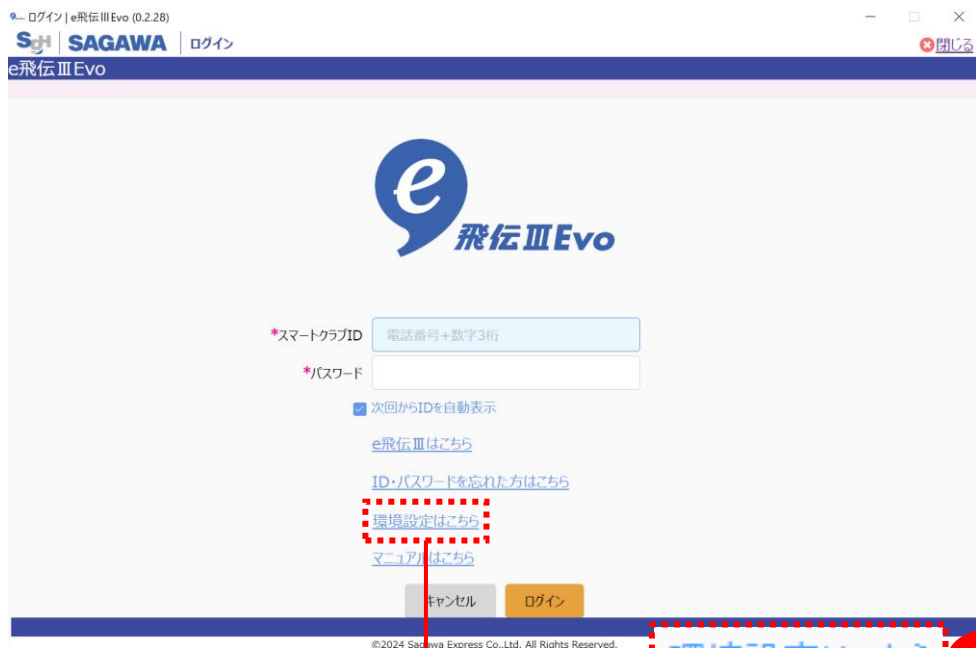 ログイン | e飛伝ⅢEvo (0.2.28)
SGH SAGAWA ログイン
閉じる
e飛伝ⅢEvo
e飛伝ⅢEvo
*スマートクラブID 電話番号+数字3桁
*パスワード
次回からIDを自動表示
e飛伝Ⅲはこちら
ID・パスワードを忘れた方はこちら
環境設定はこちら
マニュアルはこちら
キャンセル ログイン
©2024 Sagawa Express Co.,Ltd. All Rights Reserved.